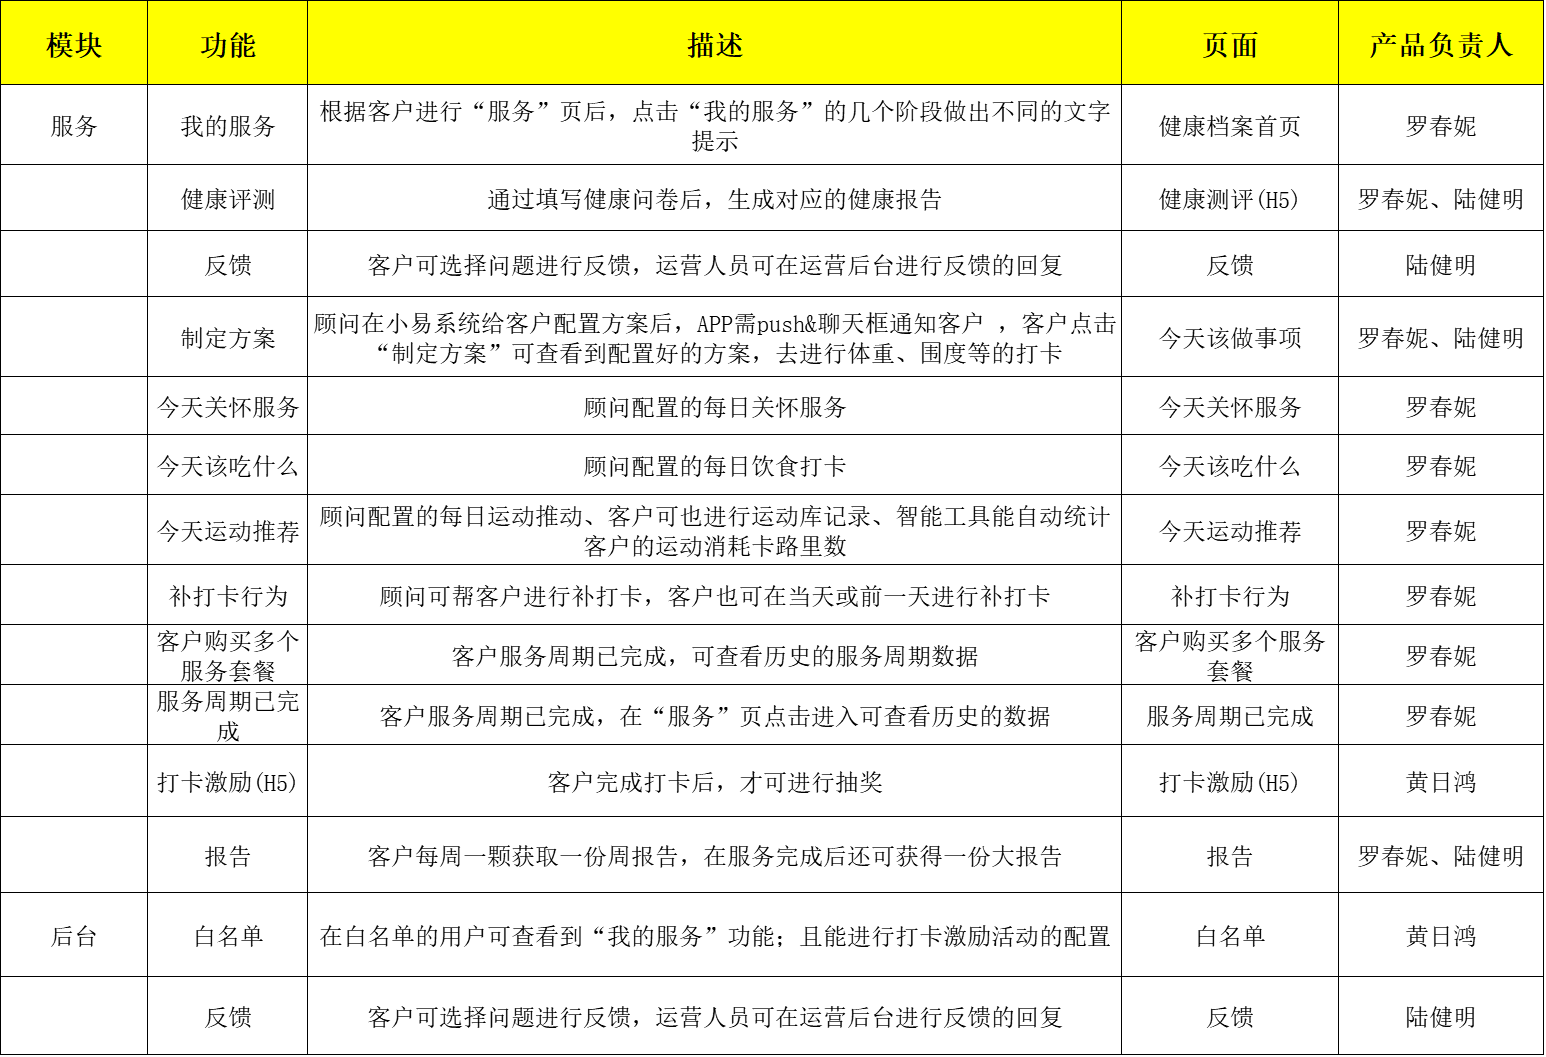 模块 功能 描述 页面 产品负责人
服务 我的服务 根据客户进行“服务”页后，点击“我的服务”的几个阶段做出不同的文字
提示 健康档案首页 罗春妮
健康评测 通过填写健康问卷后，生成对应的健康报告 健康测评(H5) 罗春妮、陆健明
反馈 客户可选择问题进行反馈，运营人员可在运营后台进行反馈的回复 反馈 陆健明
制定方案 顾问在小易系统给客户配置方案后，APP需push&聊天框通知客户 ，客户点击
“制定方案”可查看到配置好的方案，去进行体重、围度等的打卡 今天该做事项 罗春妮、陆健明
今天关怀服务 顾问配置的每日关怀服务 今天关怀服务 罗春妮
今天该吃什么 顾问配置的每日饮食打卡 今天该吃什么 罗春妮
今天运动推荐 顾问配置的每日运动推动、客户可也进行运动库记录、智能工具能自动统计
客户的运动消耗卡路里数 今天运动推荐 罗春妮
补打卡行为 顾问可帮客户进行补打卡，客户也可在当天或前一天进行补打卡 补打卡行为 罗春妮
客户购买多个
服务套餐 客户服务周期已完成，可查看历史的服务周期数据 客户购买多个服务
套餐 罗春妮
服务周期已完
成 客户服务周期已完成，在“服务”页点击进入可查看历史的数据 服务周期已完成 罗春妮
打卡激励(H5) 客户完成打卡后，才可进行抽奖 打卡激励(H5) 黄日鸿
报告 客户每周一颗获取一份周报告，在服务完成后还可获得一份大报告 报告 罗春妮、陆健明
后台 白名单 在白名单的用户可查看到“我的服务”功能；且能进行打卡激励活动的配置 白名单 黄日鸿
反馈 客户可选择问题进行反馈，运营人员可在运营后台进行反馈的回复 反馈 陆健明